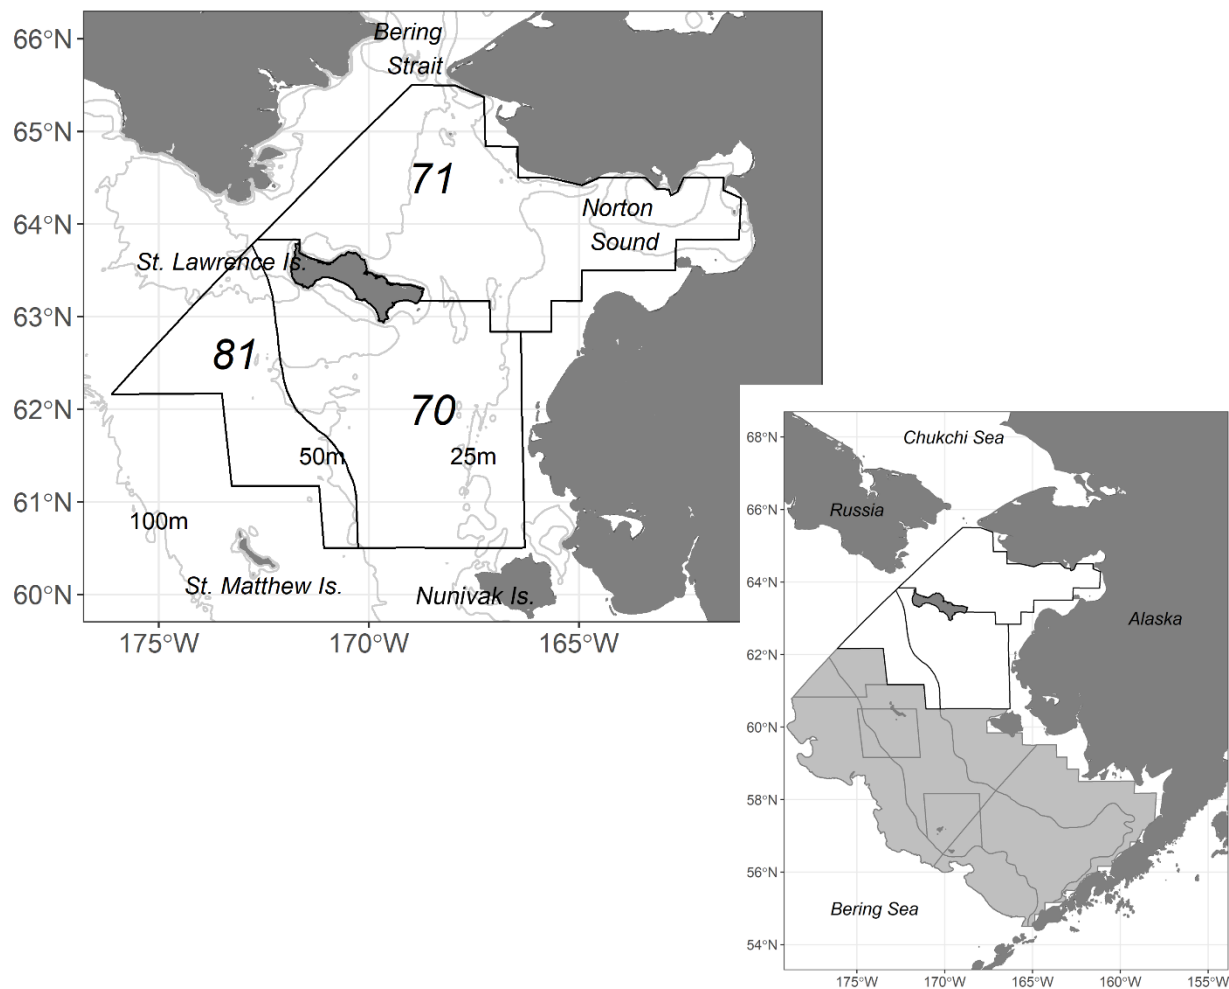 66°N
Bering
Strait
65°N
71
64°N
Norton
Sound
St. Lawrence Is.
63°N
81
62°N
70
50m
25m
61°N
100m
60°N
St. Matthew Is.
Nunivak Is.
175°W
170°W
165°W
68°N
Chukchi Sea
66°N
Russia
64°N
62°N
Alaska
60°N
58°N
56°N
Bering Sea
54°N
175°W
170°W
165°W
160°W
155°W